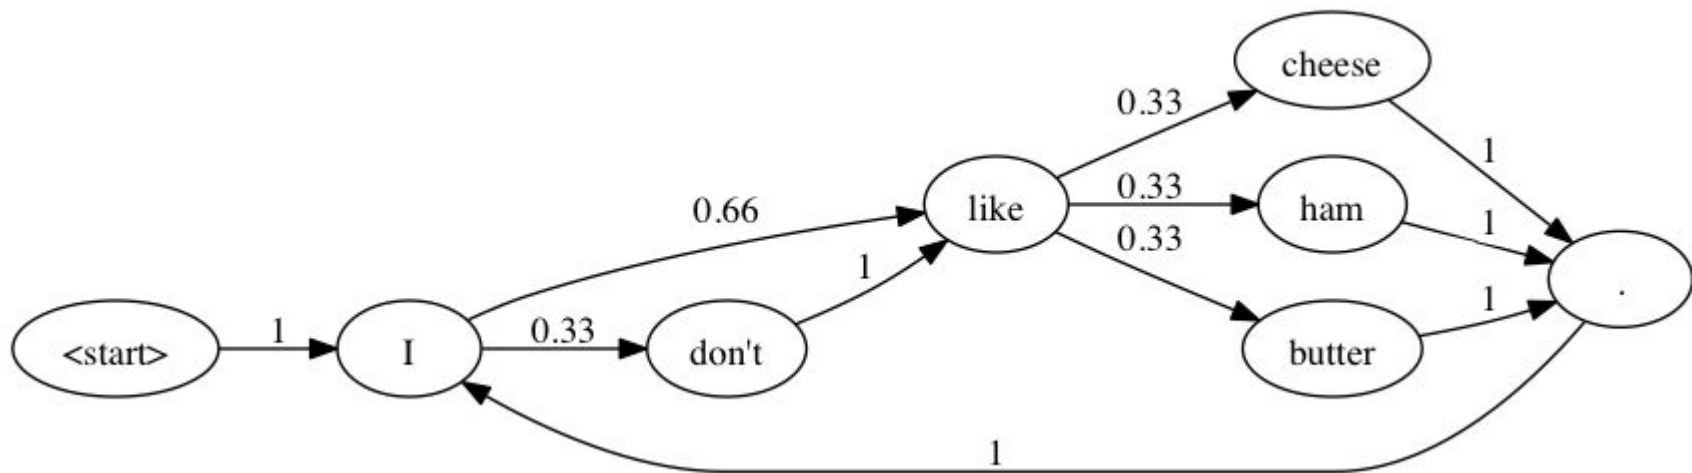 cheese
0.33
1
0.66
like
0.33
ham
1
0.33
1
1
.
<start>
1
I
0.33
don't
butter
1